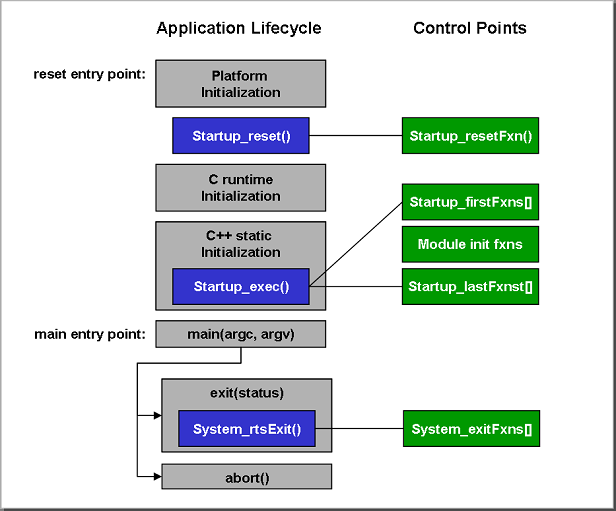 Application Lifecycle
Control Points
reset entry point:
Platform
Initialization
Startup_reset()
Startup_resetFxn()
C runtime
Initialization
Startup_firstFxns[]
C++ static
Initialization
Module init fxns
Startup_exec()
Startup_lastFxnst[]
main entry point:
main(argc, argv)
exit(status)
System_rtsExit()
System_exitFxns[]
abort()